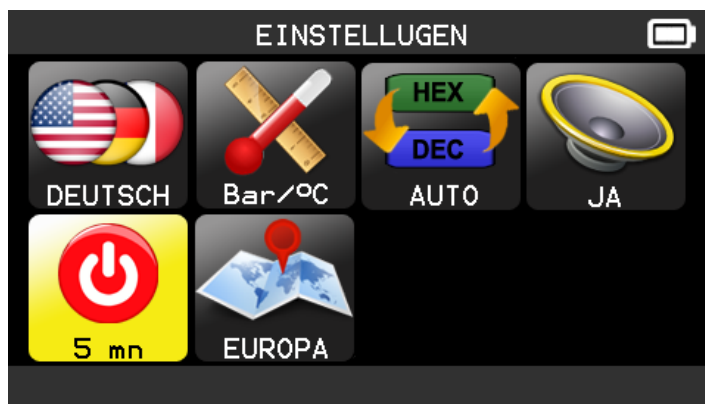 EINSTELLUGEN
HEX
DEC
DEUTSCH Bar/ºC AUTO JA
5 mn EUROPA